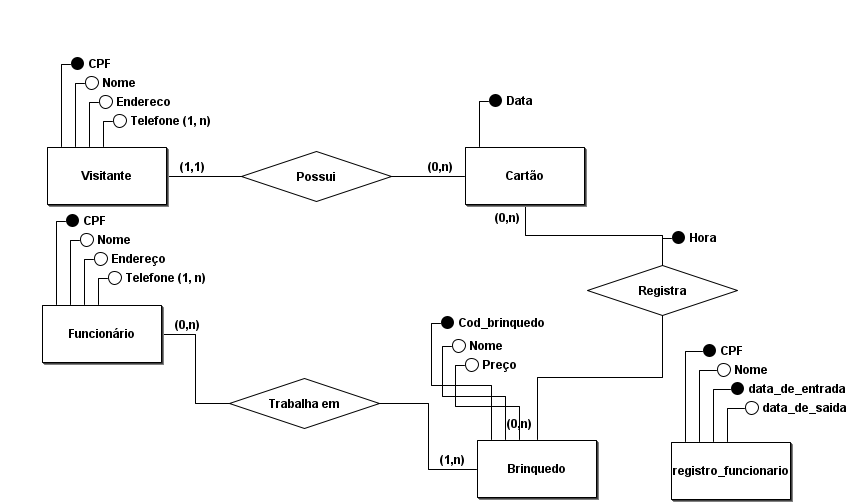 CPF
Nome
Endereco
Telefone (1, n)
Data
Visitante
(1,1)
Possui
(0,n)
Cartão
(0,n)
CPF
Nome
Endereço
Telefone (1, n)
Hora
Registra
Funcionário
(0,n)
Cod_brinquedo
Nome
Preço
CPF
Nome
data_de_entrada
data_de_saida
Trabalha em
(0,n)
(1,n)
Brinquedo
registro_funcionario